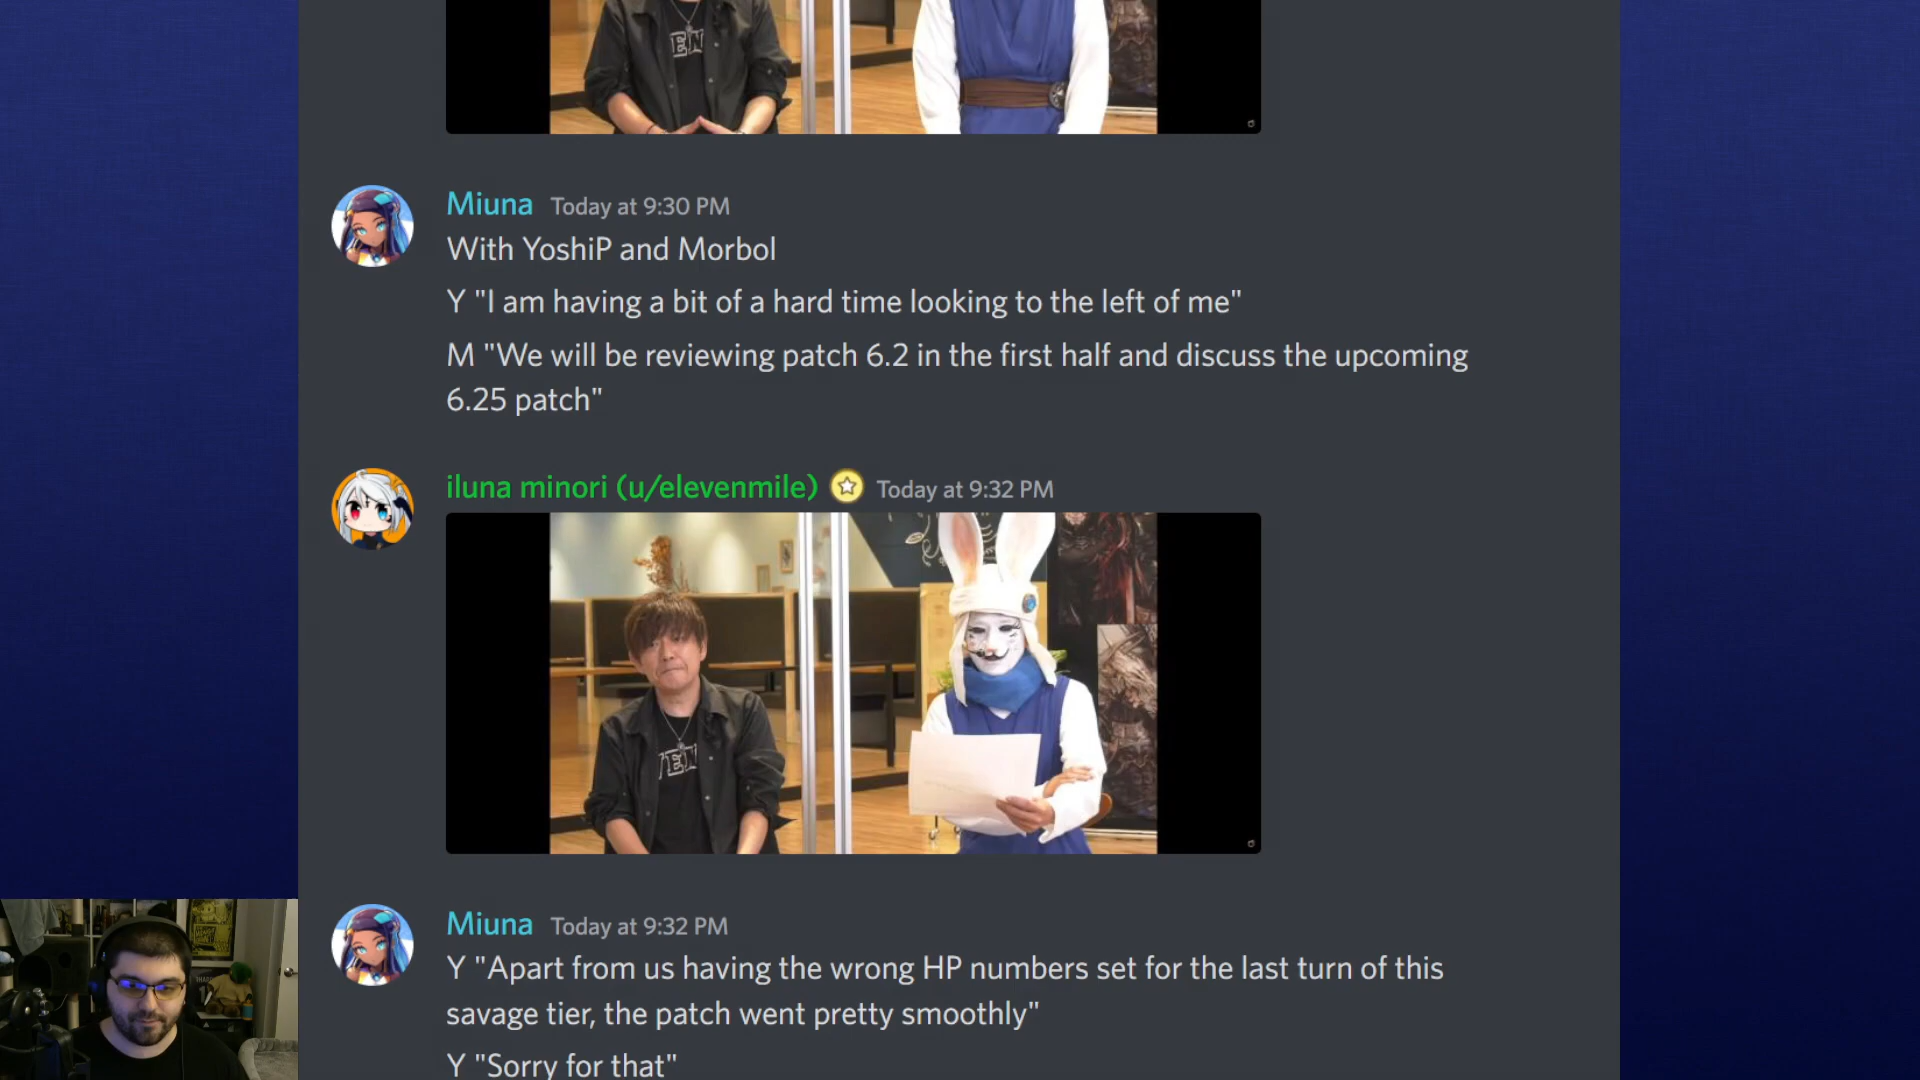 EN
Miuna Today at 9:30 PM
With YoshiP and Morbol
Y "I am having a bit of a hard time looking to the left of me"
M "We will be reviewing patch 6.2 in the first half and discuss the upcoming
6.25 patch"
iluna minori (u/elevenmile) Today at 9:32 PM
EN
Miuna Today at 9:32 PM
Y "Apart from us having the wrong HP numbers set for the last turn of this
savage tier, the patch went pretty smoothly"
Y "Sorry for that"